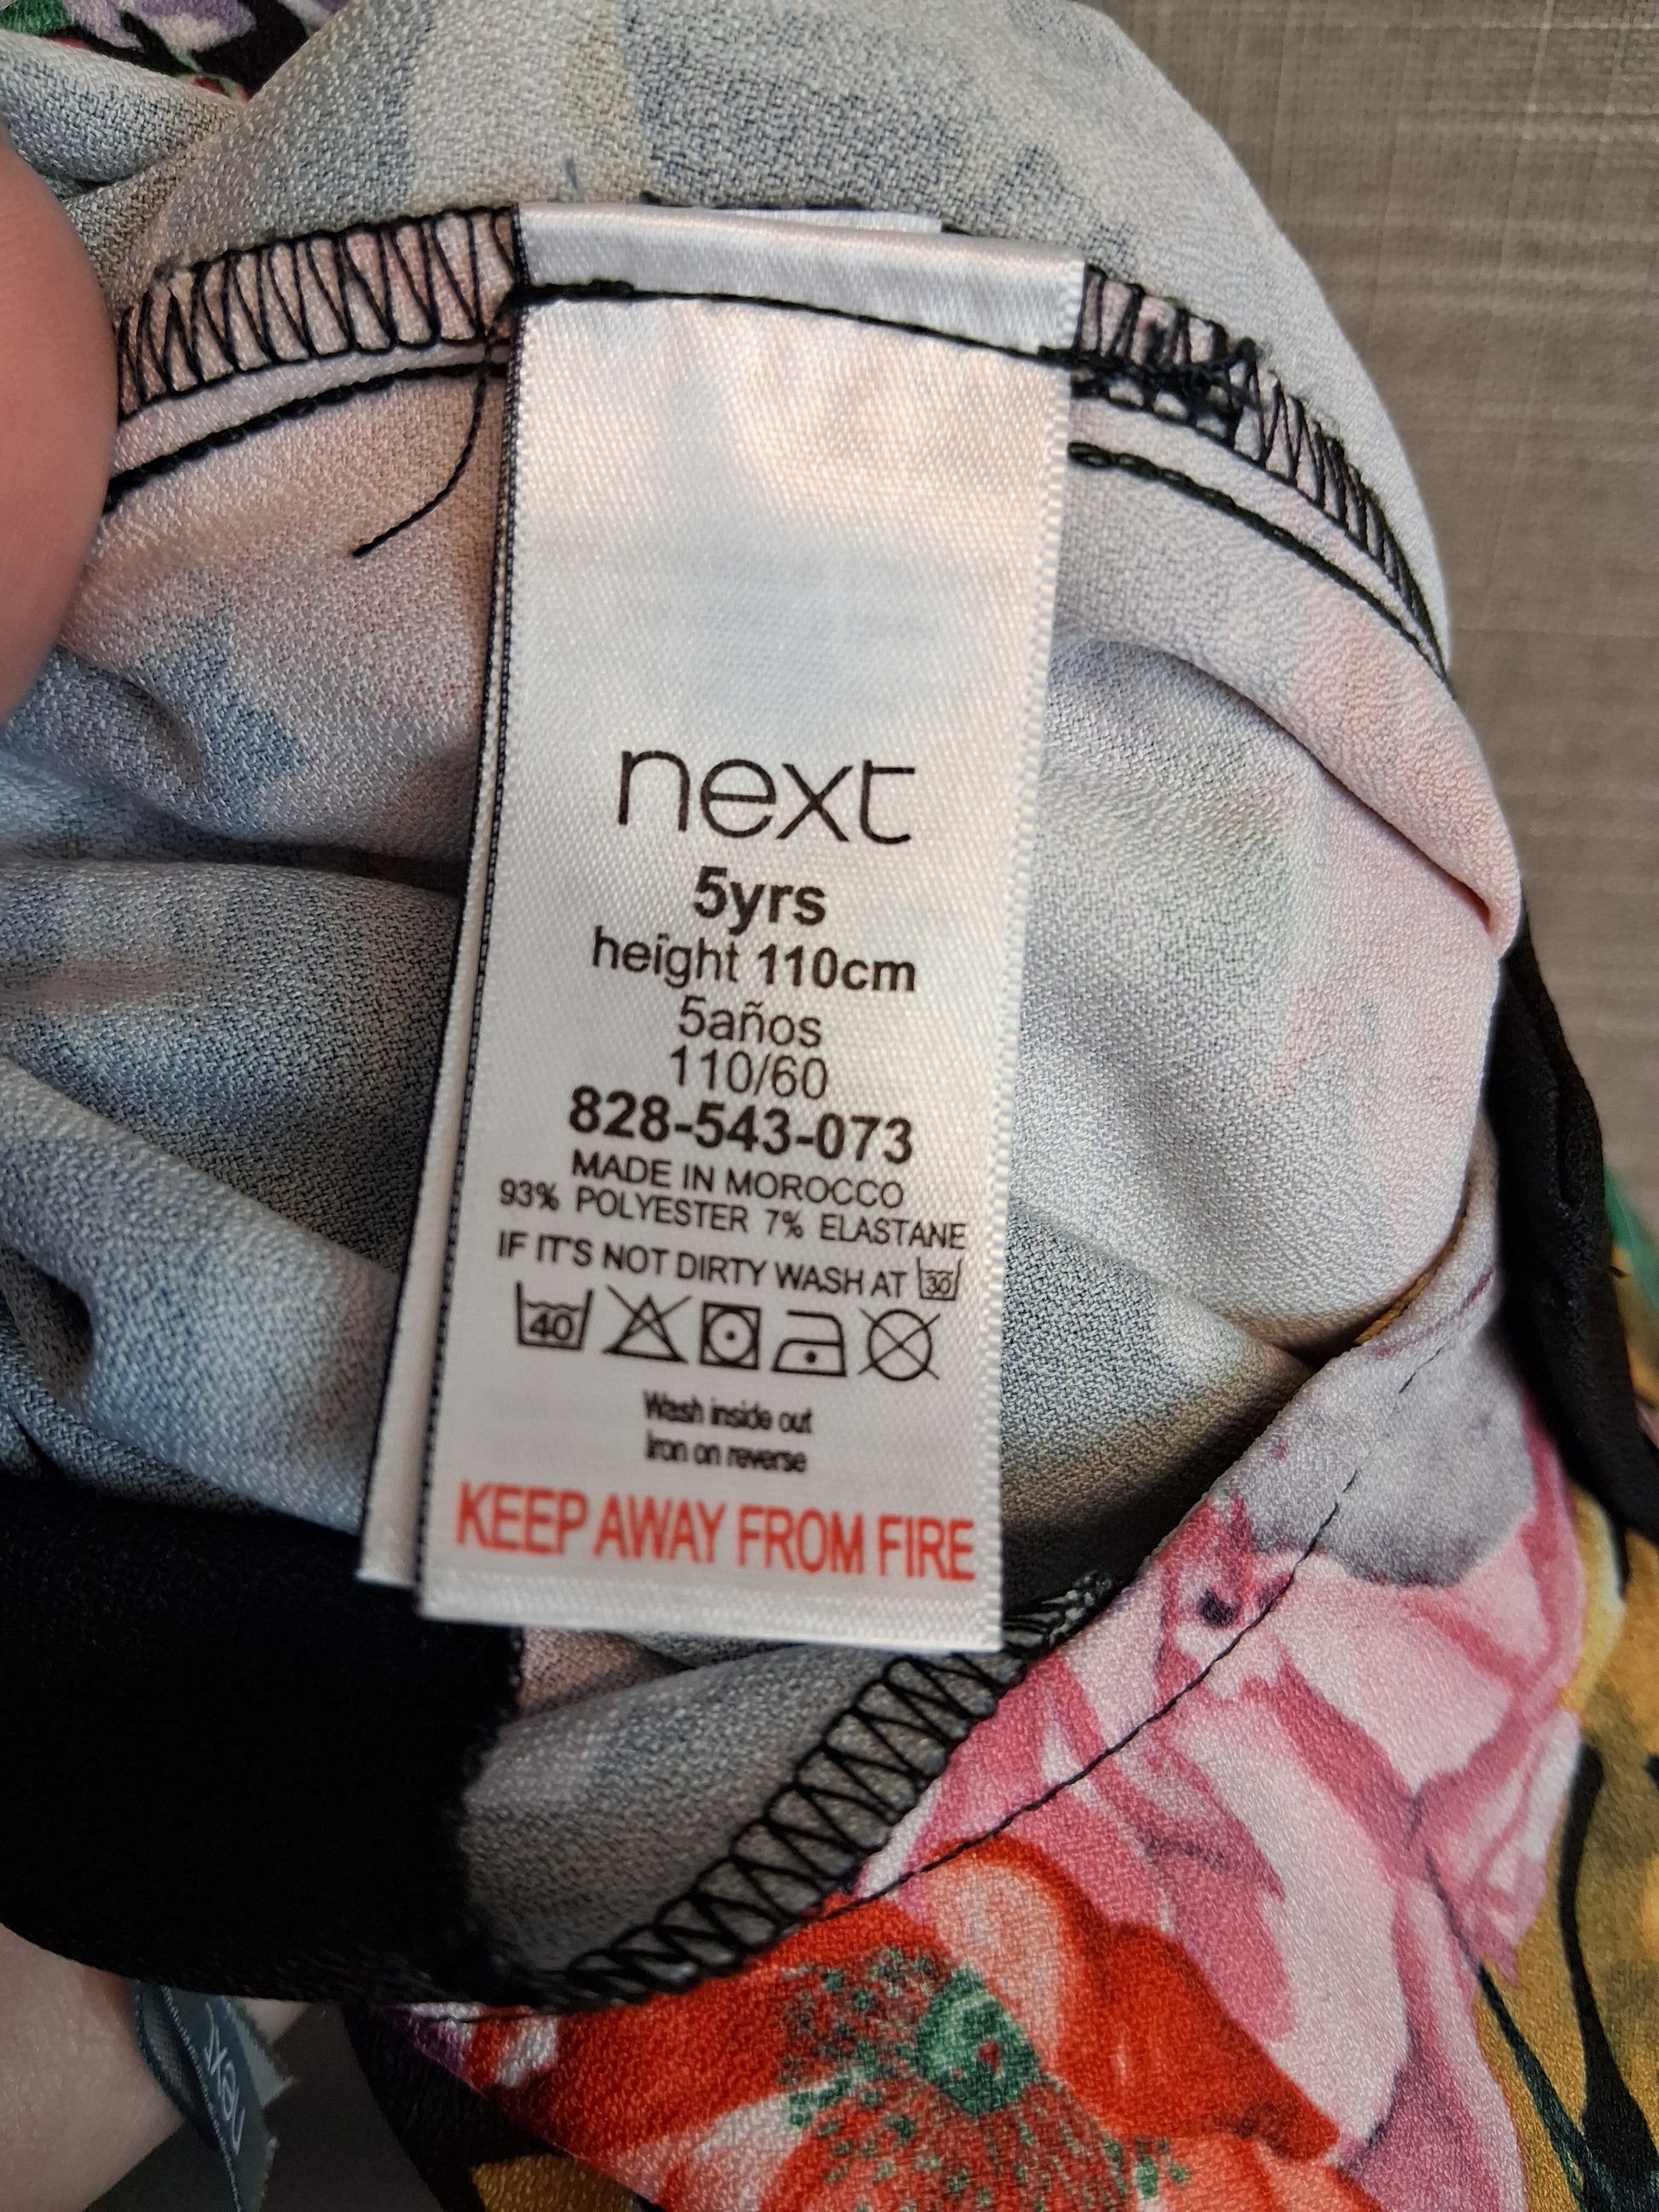 next
5yrs
height 110cm
5años
110/60
828-543-073
MADE IN MOROCCO
93% POLYESTER 7% ELASTANE
IF IT'S NOT DIRTY WASH AT 30
40
Wash inside out
Iron on reverse
KEEP AWAY FROM FIRE
next